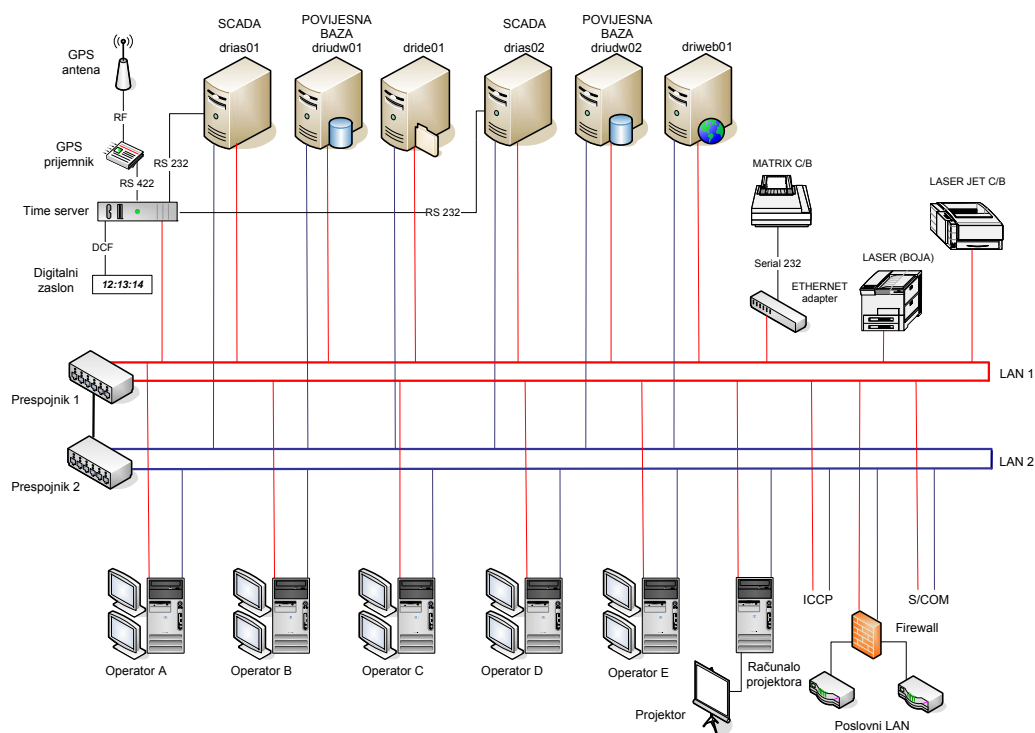 SCADA
drias01
POVIJESNA
BAZA
driudw01
dride01
SCADA
drias02
POVIJESNA
BAZA
driudw02
driweb01
GPS
antena
RF
GPS
prijemnik
RS 232
RS 422
Time server
RS 232
DCF
Digitalni
zaslon
12:13:14
MATRIX C/B
LASER JET C/B
Serial 232
ETHERNET
adapter
LASER (BOJA)
LAN 1
Prespojnik 1
LAN 2
Prespojnik 2
ICCP
S/COM
Firewall
Operator A
Operator B
Operator C
Operator D
Operator E
Računalo
projektora
Projektor
Poslovni LAN